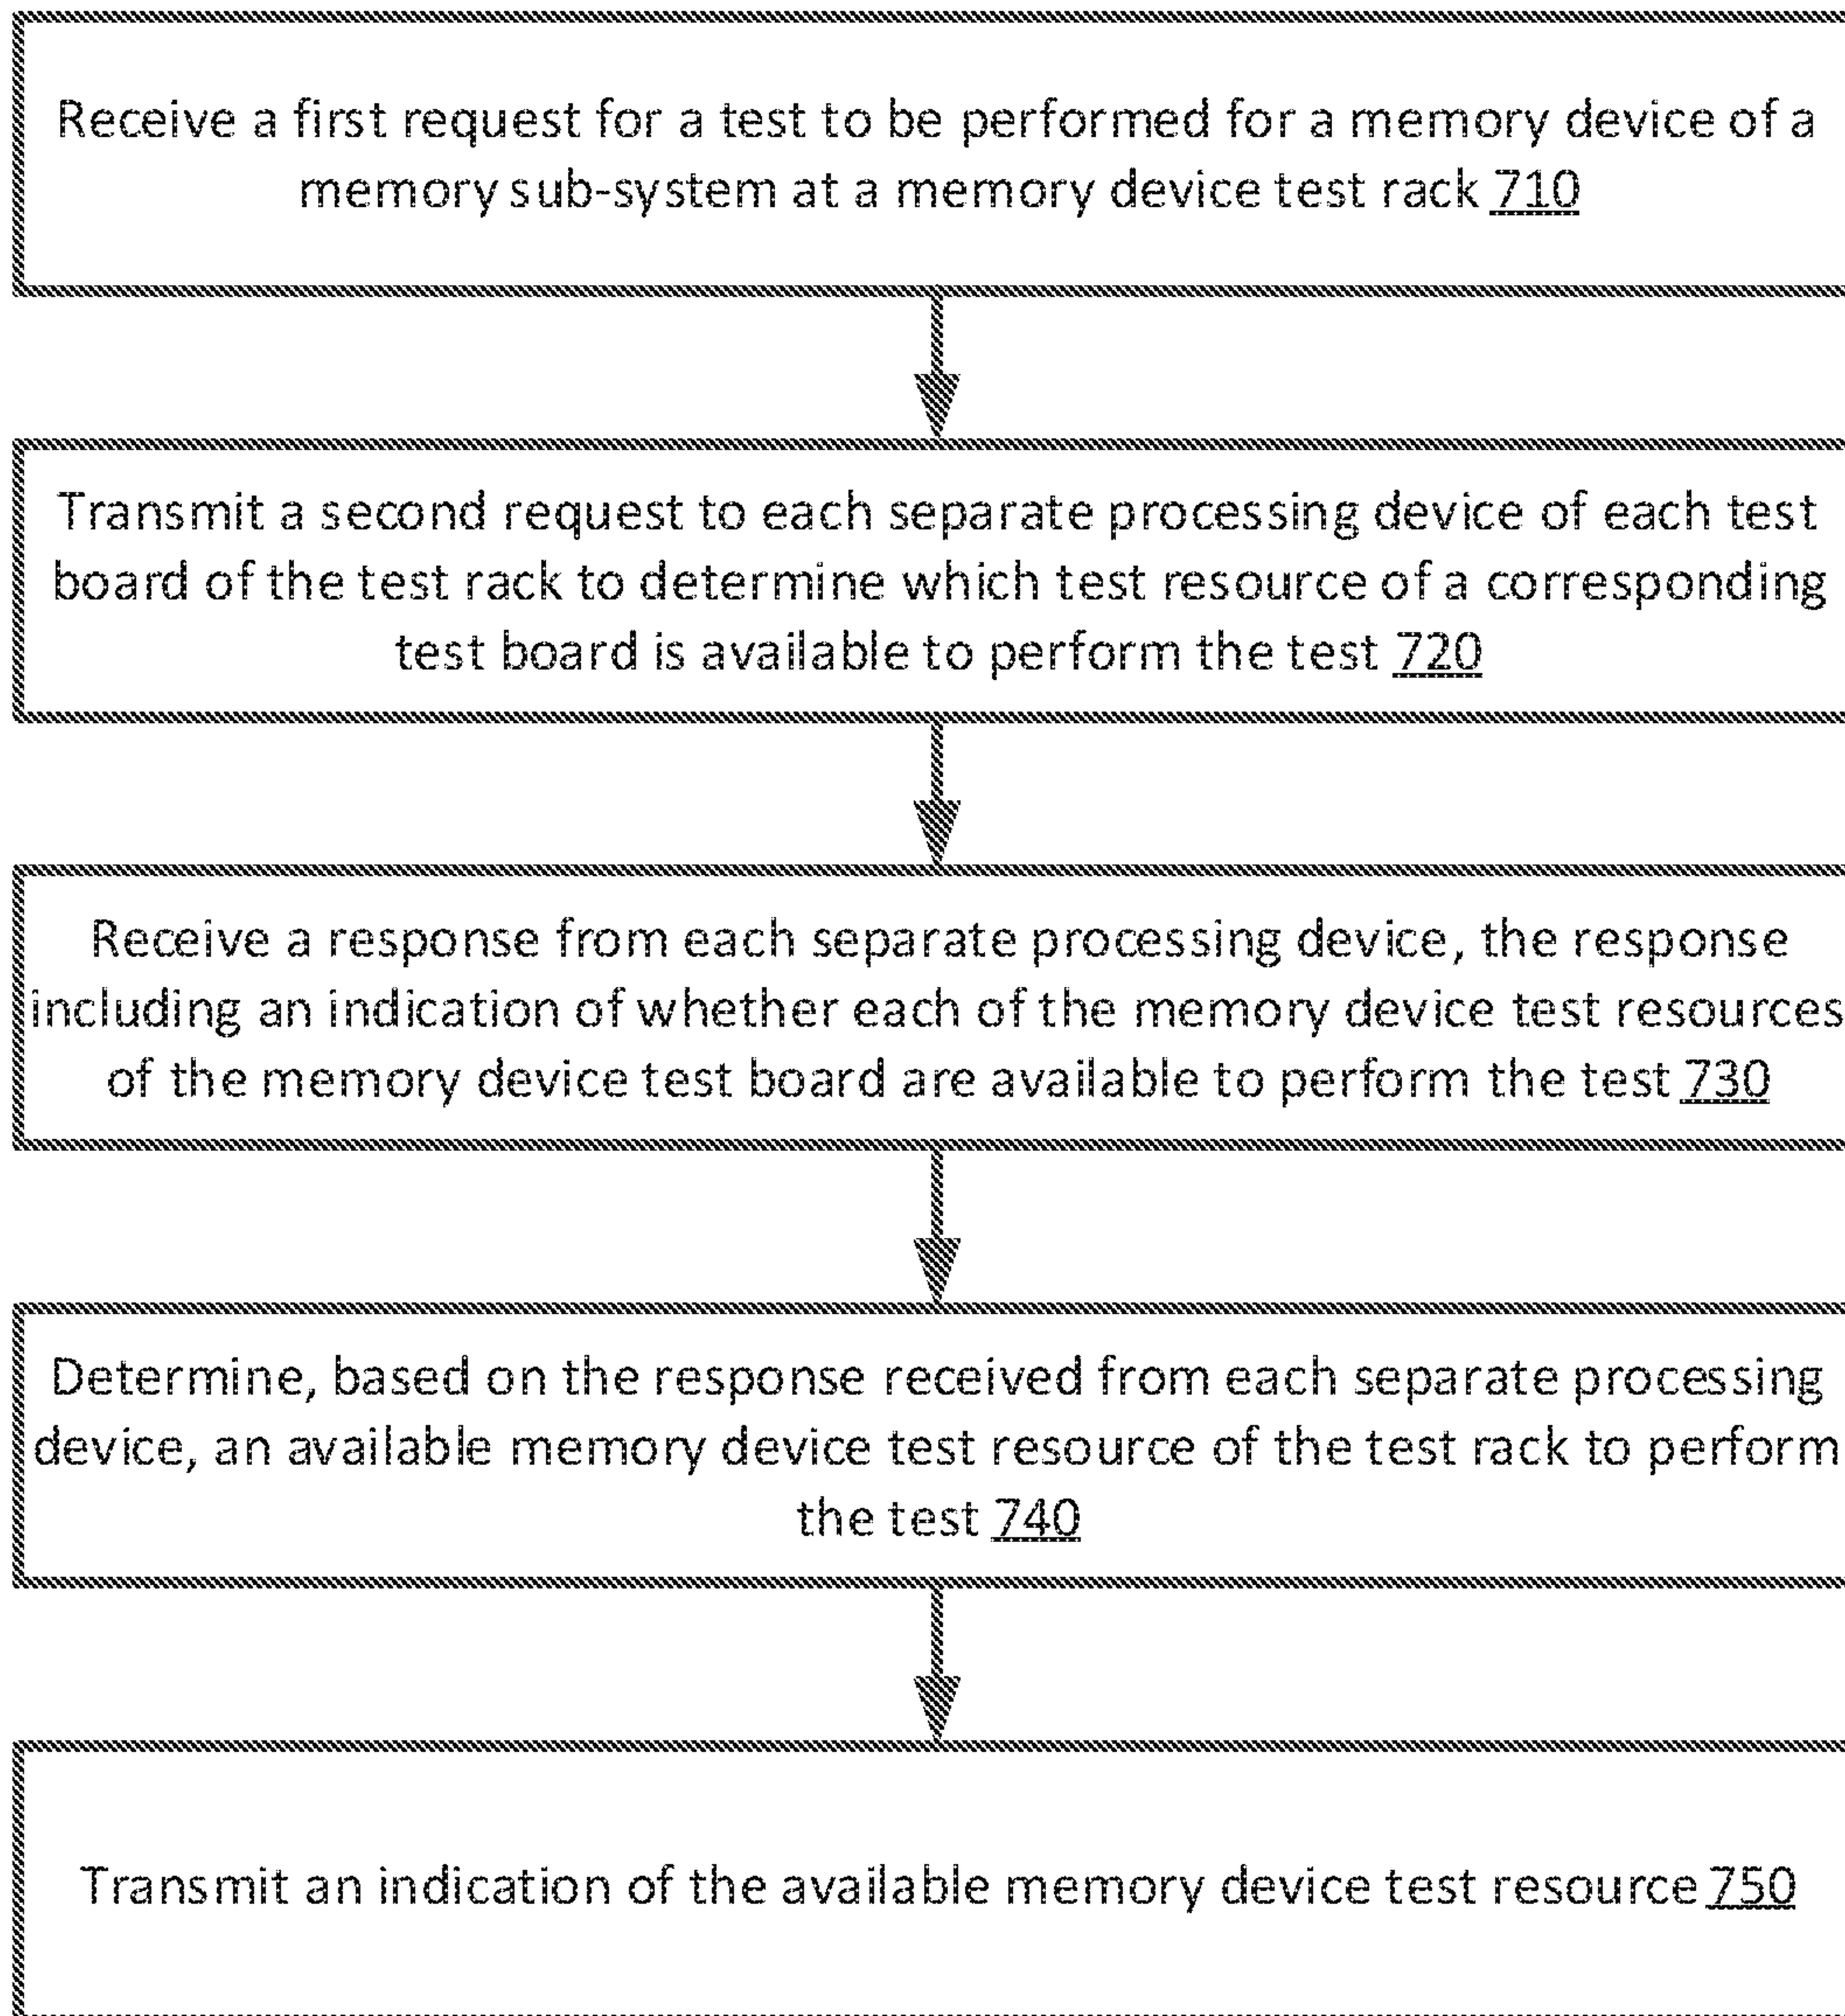 Receive a first request for a test to be performed for a memory device of a
memory sub-system at a memory device test rack 710
Transmit a second request to each separate processing device of each test
board of the test rack to determine which test resource of a corresponding
test board is available to perform the test 720
Receive a response from each separate processing device, the response
including an indication of whether each of the memory device test resources
of the memory device test board are available to perform the test 730
Determine, based on the response received from each separate processing
device, an available memory device test resource of the test rack to perform
the test 740
Transmit an indication of the available memory device test resource 750